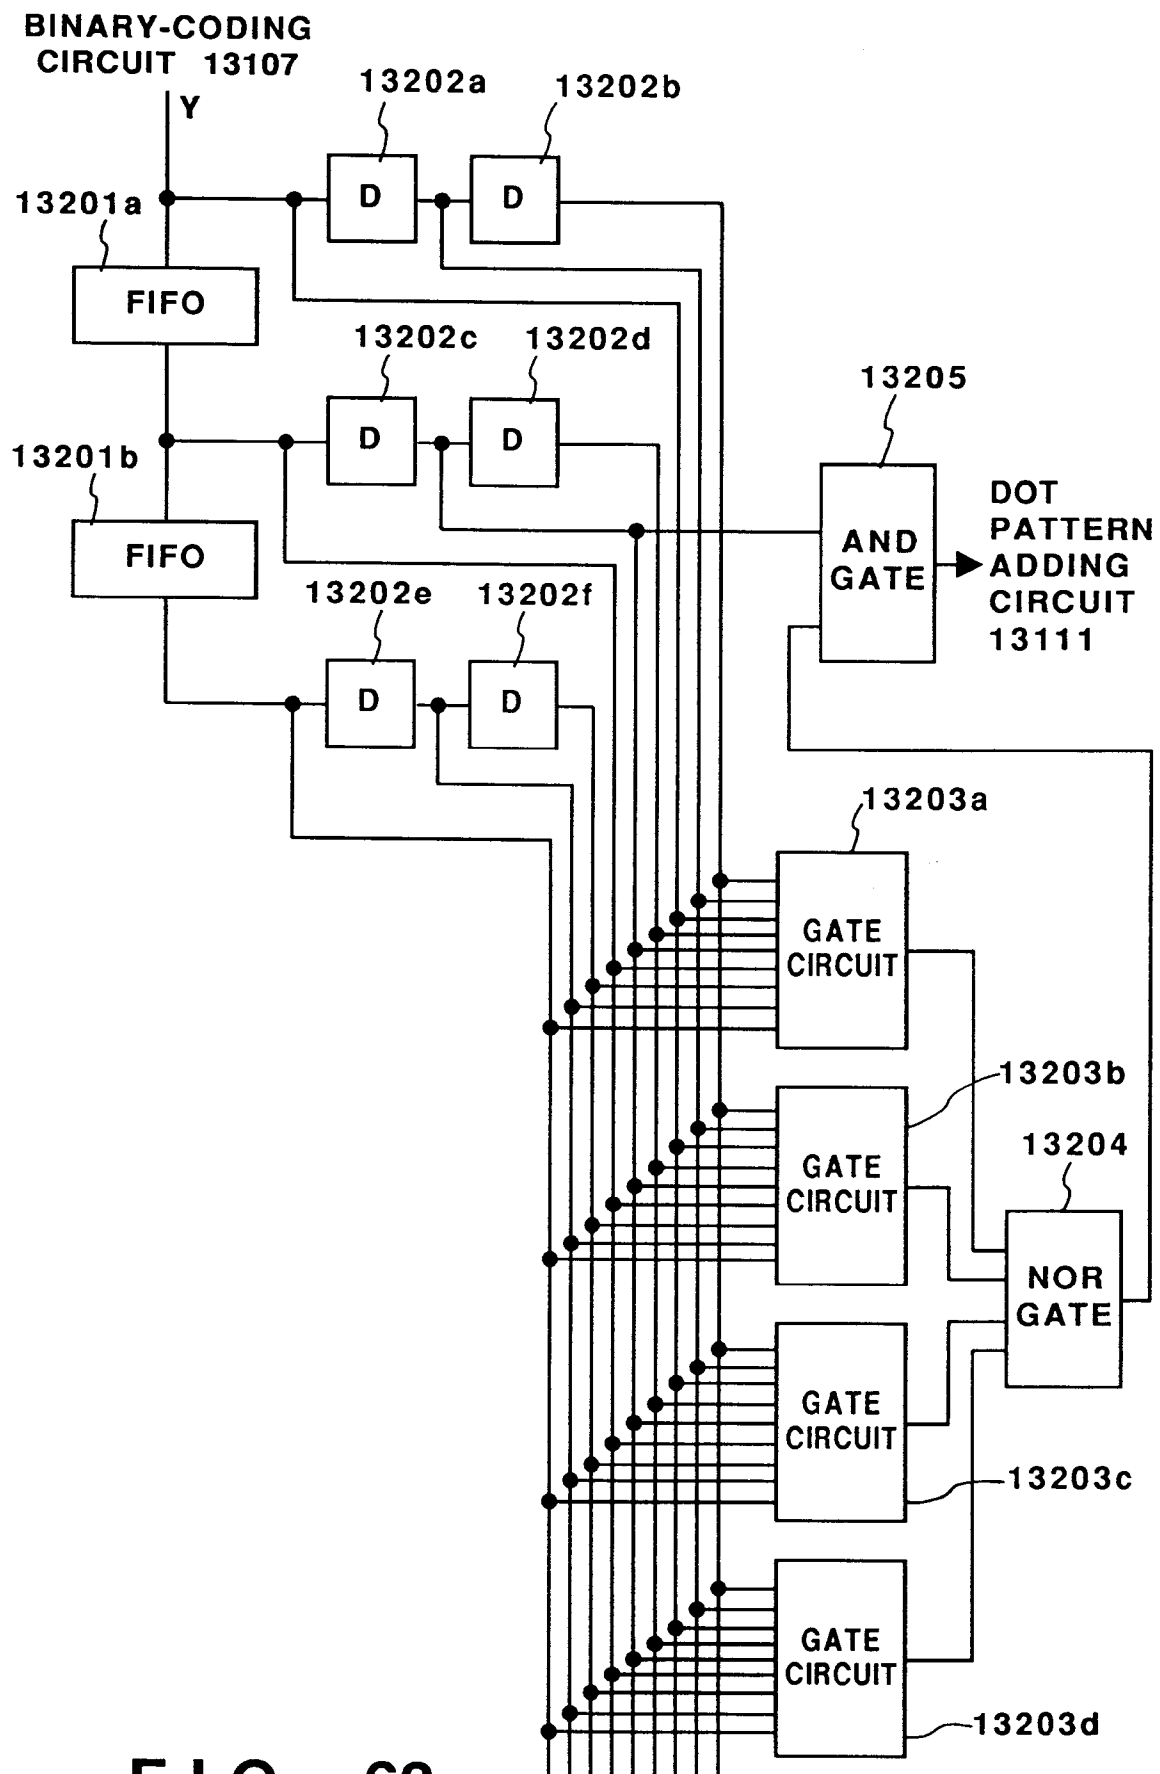 BINARY-CODING
CIRCUIT 13107
Y
13202a
13202b
D
D
13201a
FIFO
13202c
13202d
D
D
13205
13201b
FIFO
AND
GATE
DOT
PATTERN
ADDING
CIRCUIT
13111
13202e
13202f
D
D
13203a
GATE
CIRCUIT
13203b
GATE
CIRCUIT
13204
NOR
GATE
GATE
CIRCUIT
13203c
GATE
CIRCUIT
13203d